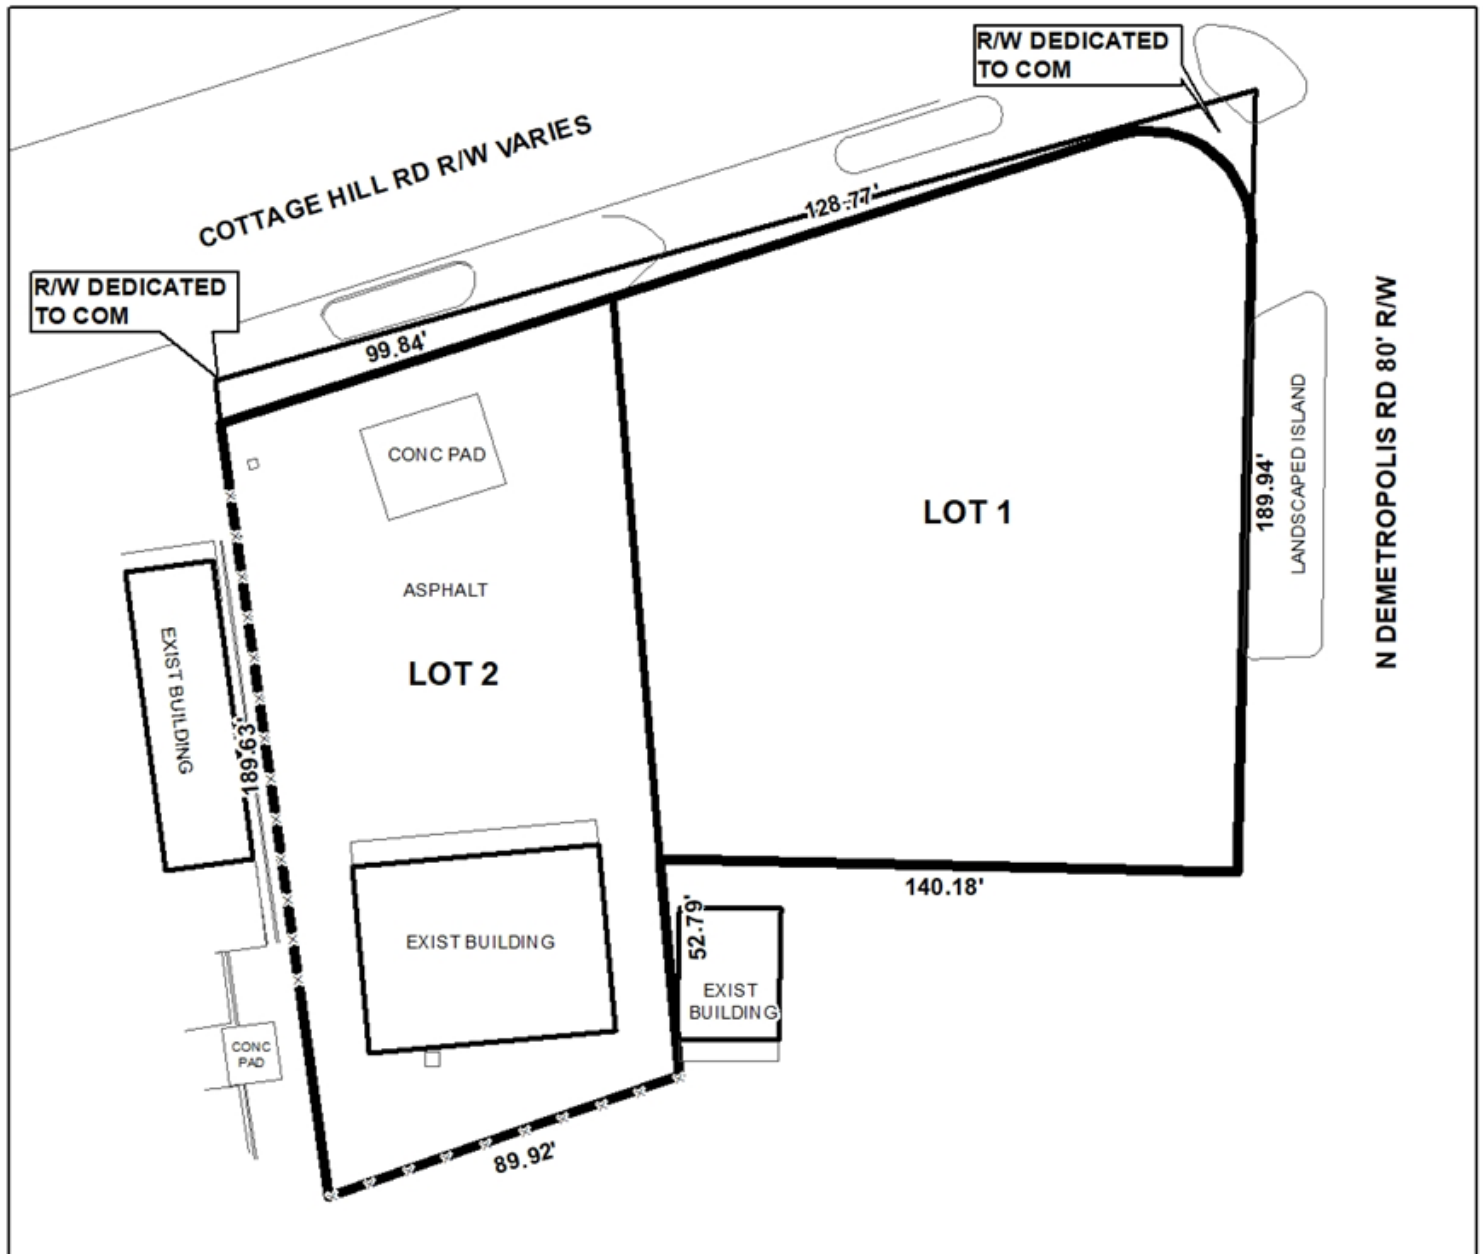 R/W DEDICATED
TO COM
COTTAGE HILL RD R/W VARIES
128.77'
R/W DEDICATED
TO COM
99.84'
N DEMETROPOLIS RD 80' R/W
LANDSCAPED ISLAND
189.94'
CONC PAD
LOT 1
ASPHALT
LOT 2
EXIST BUILDING
189.63'
140.18'
52.79'
EXIST BUILDING
EXIST
BUILDING
CONC
PAD
89.92'